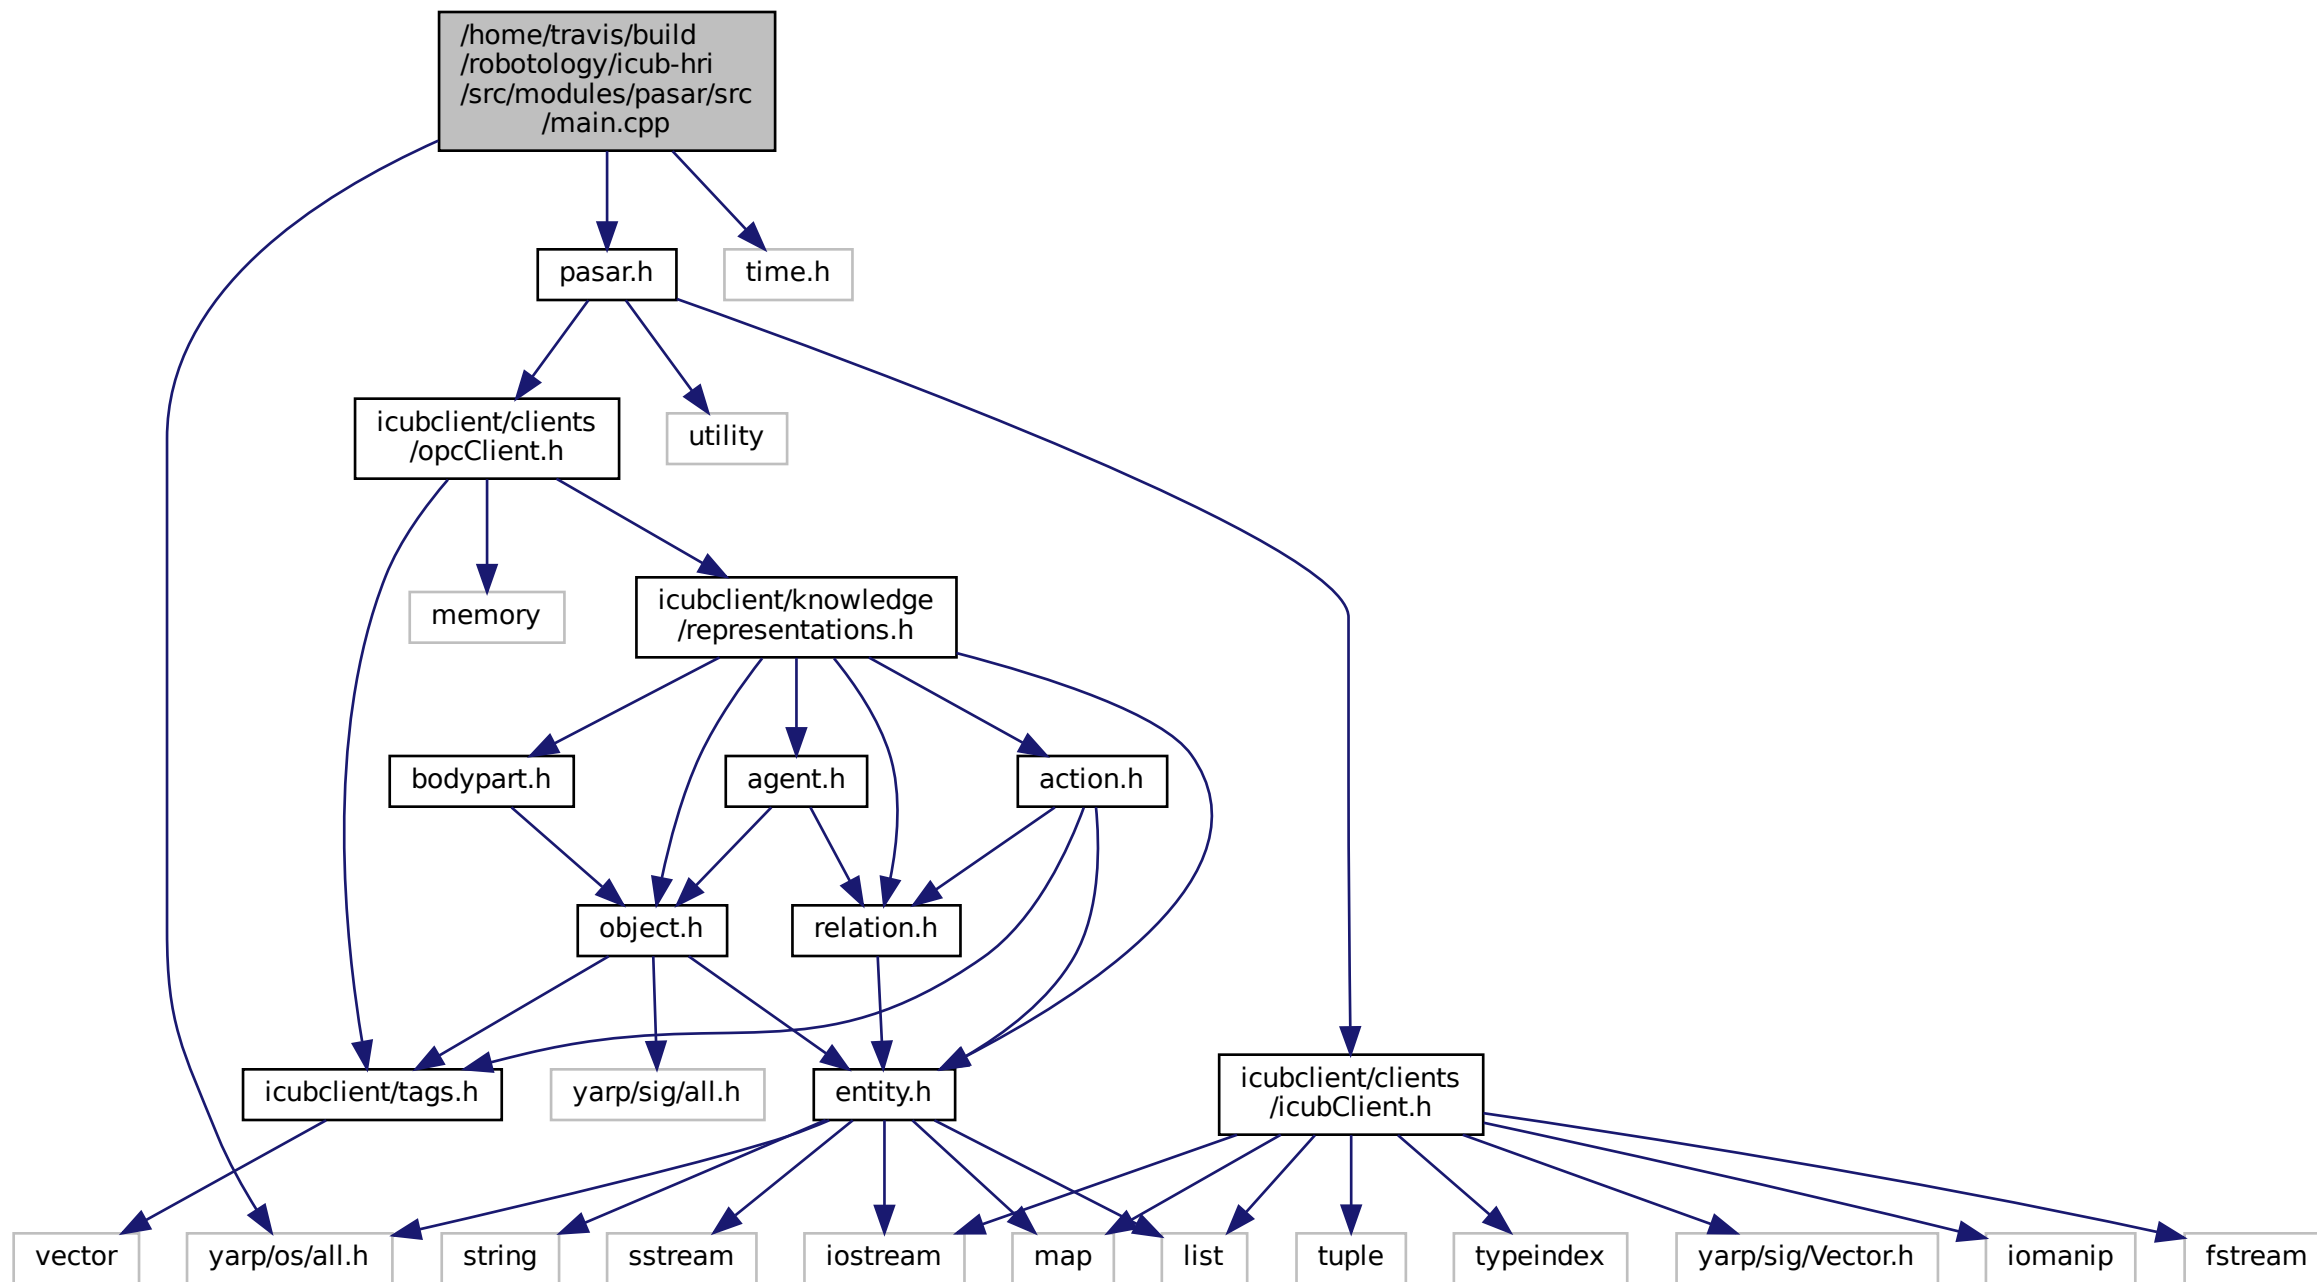 /home/travis/build
/robotology/icub-hri
/src/modules/pasar/src
/main.cpp
pasar.h
time.h
icubclient/clients
/opcClient.h
utility
memory
icubclient/knowledge
/representations.h
bodypart.h
agent.h
action.h
object.h
relation.h
icubclient/tags.h
yarp/sig/all.h
entity.h
icubclient/clients
/icubClient.h
vector
yarp/os/all.h
string
sstream
iostream
map
list
tuple
typeindex
yarp/sig/Vector.h
iomanip
fstream